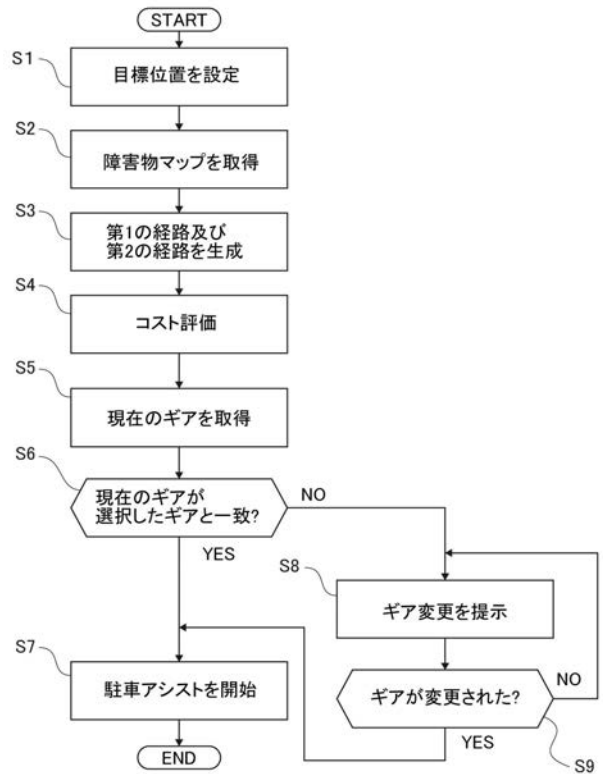 START
S1
目標位置を設定
S2
障害物マップを取得
S3
第1の経路及び
第2の経路を生成
S4
コスト評価
S5
現在のギアを取得
S6
現在のギアが
選択したギアと一致?
NO
YES
S8
ギア変更を提示
S7
駐車アシストを開始
ギアが変更された?
NO
YES
END
S9